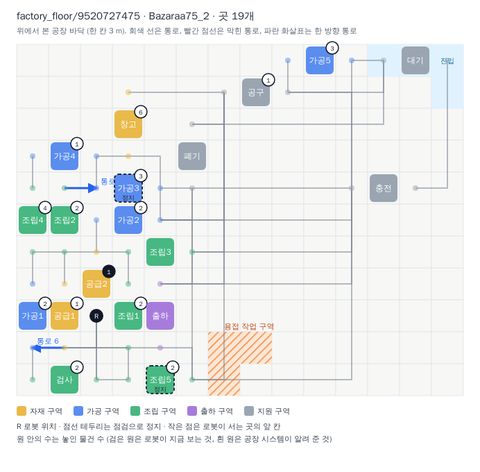 factory_floor/9520727475 · Bazaraa75_2 · 곳 19개
위에서 본 공장 바닥 (한 칸 3 m). 회색 선은 통로, 빨간 점선은 막힌 통로, 파란 화살표는 한 방향 통로
3
가공5
대기
진입
1
공구
6
창고
1
가공4
폐기
통로
3
가공3
정지
충전
4
조립4
2
조립2
2
가공2
조립3
1
공급2
2
가공1
1
공급1
R
2
조립1
출하
용접 작업 구역
통로 6
2
검사
2
조립5
정지
자재 구역
가공 구역
조립 구역
출하 구역
지원 구역
R 로봇 위치 · 점선 테두리는 점검으로 정지 · 작은 점은 로봇이 서는 곳의 앞 칸
원 안의 수는 놓인 물건 수 (검은 원은 로봇이 지금 보는 것, 흰 원은 공장 시스템이 알려 준 것)